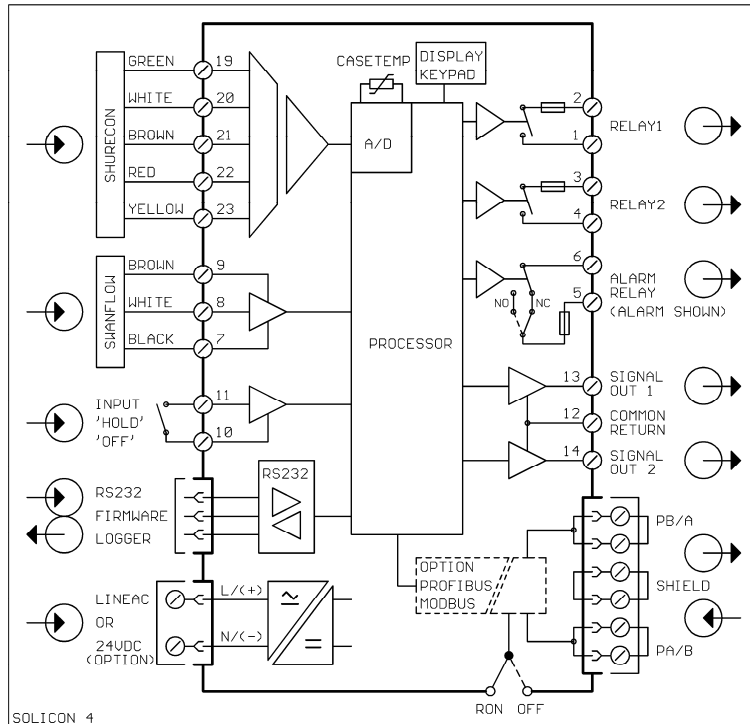 GREEN 19
WHITE 20
BROWN 21
RED 22
YELLOW 23
SHURECON
BROWN 9
WHITE 8
BLACK 7
SWANFLOW
INPUT 11
'HOLD'
'OFF' 10
RS232
FIRMWARE
LOGGER
RS232
LINEAC
OR
24VDC
(OPTION)
L/(+)
N/(-)
CASETEMP
DISPLAY
KEYPAD
A/D
PROCESSOR
OPTION
PROFIBUS
MODBUS
2
1
RELAY1
3
4
RELAY2
6
5
ALARM
RELAY
(ALARM SHOWN)
NO NC
13 SIGNAL
OUT 1
12 COMMON
RETURN
14 SIGNAL
OUT 2
PB/A
SHIELD
PA/B
RON OFF
SOLICON 4